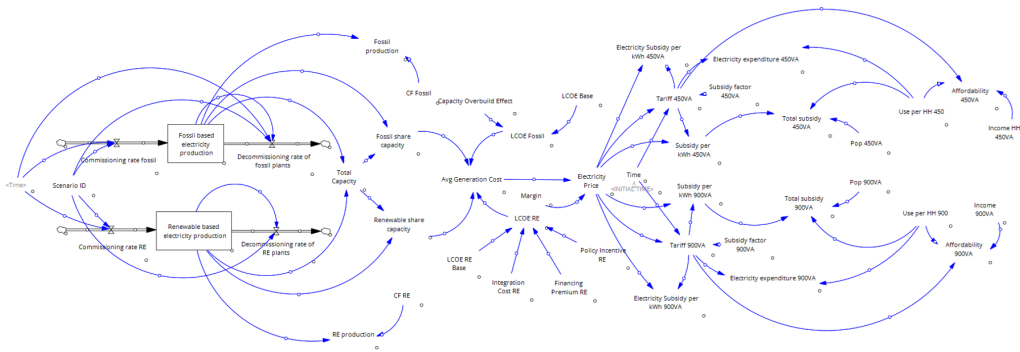 Fossil
production
CF Fossil
Capacity Overbuild Effect
LCOE Base
Electricity Subsidy per
kWh 450VA
Electricity expenditure 450VA
Tariff 450VA
Subsidy factor
450VA
Affordability
450VA
Use per HH 450
Income HH
450VA
Total subsidy
450VA
Pop 450VA
Subsidy per
kWh 450VA
Fossil based
electricity
production
Commissioning rate fossil
Decommissioning rate of
fossil plants
Fossil share
capacity
LCOE Fossil
<Time>
Scenario ID
Total
Capacity
Avg Generation Cost
Electricity
Price
Time
<INITIAL TIME>
Margin
Subsidy per
kWh 900VA
Pop 900VA
Total subsidy
900VA
Use per HH 900
Income
900VA
Renewable based
electricity production
Commissioning rate RE
Decommissioning rate of
RE plants
Renewable share
capacity
LCOE RE
LCOE RE
Base
Integration
Cost RE
Financing
Premium RE
Policy Incentive
RE
Tariff 900VA
Subsidy factor
900VA
Affordability
900VA
Electricity expenditure 900VA
Electricity Subsidy per
kWh 900VA
CF RE
RE production